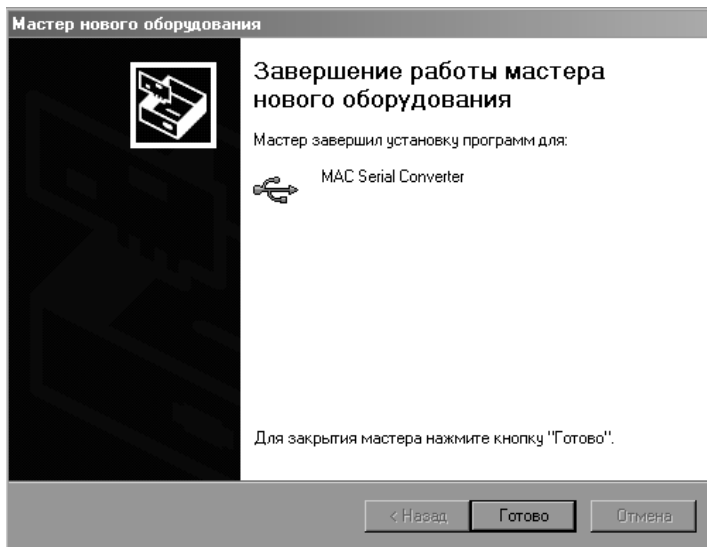 Мастер нового оборудования
Завершение работы мастера
нового оборудования
Мастер завершил установку программ для:
MAC Serial Converter
Для закрытия мастера нажмите кнопку "Готово".
< Назад
Готово
Отмена